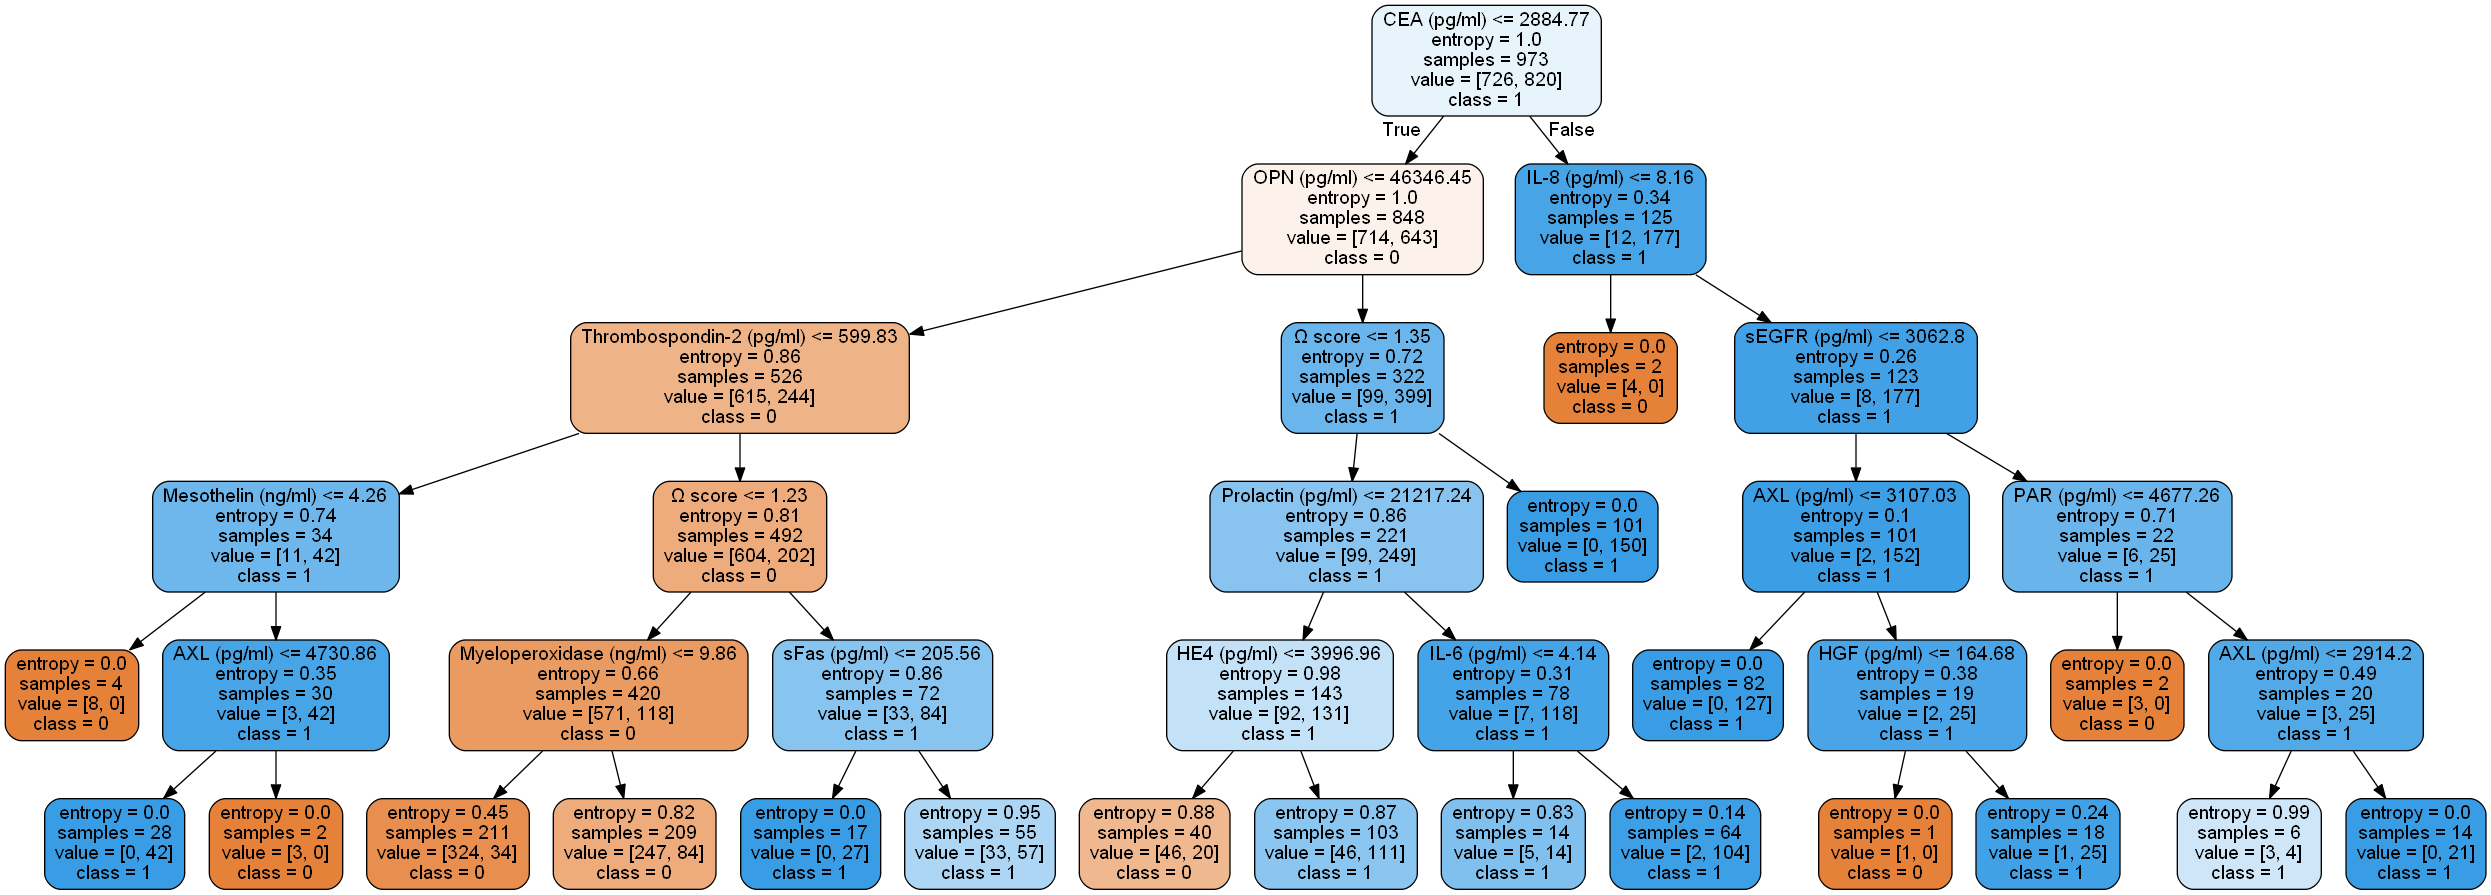 CEA (pg/ml) <= 2884.77
entropy = 1.0
samples = 973
value = [726, 820]
class = 1
True
False
OPN (pg/ml) <= 46346.45
entropy = 1.0
samples = 848
value = [714, 643]
class = 0
IL-8 (pg/ml) <= 8.16
entropy = 0.34
samples = 125
value = [12, 177]
class = 1
Thrombospondin-2 (pg/ml) <= 599.83
entropy = 0.86
samples = 526
value = [615, 244]
class = 0
Ω score <= 1.35
entropy = 0.72
samples = 322
value = [99, 399]
class = 1
entropy = 0.0
samples = 2
value = [4, 0]
class = 0
sEGFR (pg/ml) <= 3062.8
entropy = 0.26
samples = 123
value = [8, 177]
class = 1
Mesothelin (ng/ml) <= 4.26
entropy = 0.74
samples = 34
value = [11, 42]
class = 1
Ω score <= 1.23
entropy = 0.81
samples = 492
value = [604, 202]
class = 0
Prolactin (pg/ml) <= 21217.24
entropy = 0.86
samples = 221
value = [99, 249]
class = 1
entropy = 0.0
samples = 101
value = [0, 150]
class = 1
AXL (pg/ml) <= 3107.03
entropy = 0.1
samples = 101
value = [2, 152]
class = 1
PAR (pg/ml) <= 4677.26
entropy = 0.71
samples = 22
value = [6, 25]
class = 1
entropy = 0.0
samples = 4
value = [8, 0]
class = 0
AXL (pg/ml) <= 4730.86
entropy = 0.35
samples = 30
value = [3, 42]
class = 1
Myeloperoxidase (ng/ml) <= 9.86
entropy = 0.66
samples = 420
value = [571, 118]
class = 0
sFas (pg/ml) <= 205.56
entropy = 0.86
samples = 72
value = [33, 84]
class = 1
HE4 (pg/ml) <= 3996.96
entropy = 0.98
samples = 143
value = [92, 131]
class = 1
IL-6 (pg/ml) <= 4.14
entropy = 0.31
samples = 78
value = [7, 118]
class = 1
entropy = 0.0
samples = 82
value = [0, 127]
class = 1
HGF (pg/ml) <= 164.68
entropy = 0.38
samples = 19
value = [2, 25]
class = 1
entropy = 0.0
samples = 2
value = [3, 0]
class = 0
AXL (pg/ml) <= 2914.2
entropy = 0.49
samples = 20
value = [3, 25]
class = 1
entropy = 0.0
samples = 28
value = [0, 42]
class = 1
entropy = 0.0
samples = 2
value = [3, 0]
class = 0
entropy = 0.45
samples = 211
value = [324, 34]
class = 0
entropy = 0.82
samples = 209
value = [247, 84]
class = 0
entropy = 0.0
samples = 17
value = [0, 27]
class = 1
entropy = 0.95
samples = 55
value = [33, 57]
class = 1
entropy = 0.88
samples = 40
value = [46, 20]
class = 0
entropy = 0.87
samples = 103
value = [46, 111]
class = 1
entropy = 0.83
samples = 14
value = [5, 14]
class = 1
entropy = 0.14
samples = 64
value = [2, 104]
class = 1
entropy = 0.0
samples = 1
value = [1, 0]
class = 0
entropy = 0.24
samples = 18
value = [1, 25]
class = 1
entropy = 0.99
samples = 6
value = [3, 4]
class = 1
entropy = 0.0
samples = 14
value = [0, 21]
class = 1